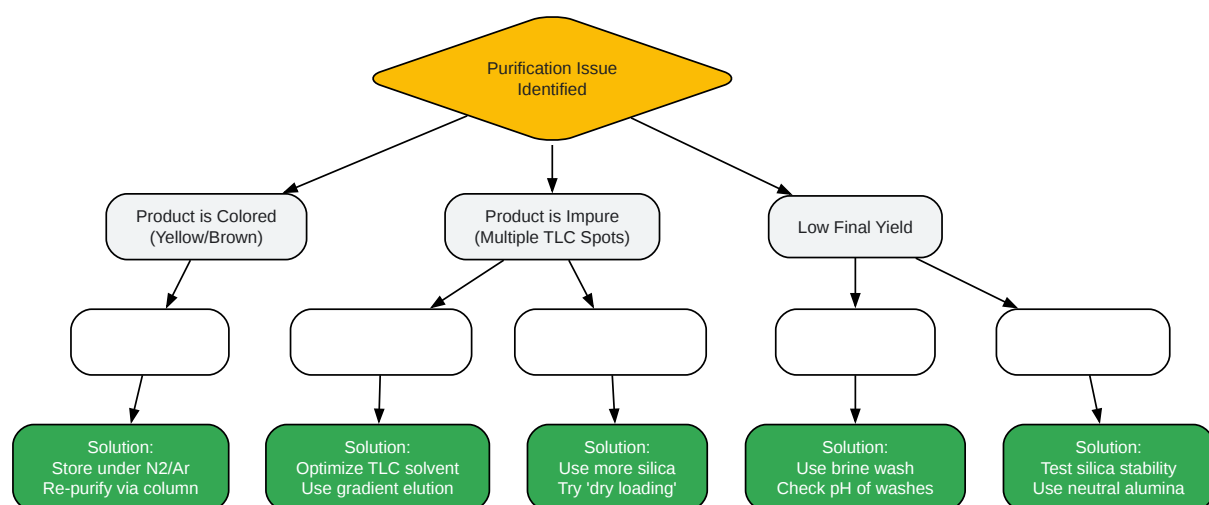 Purification Issue
Identified
Product is Colored
(Yellow/Brown)
Product is Impure
(Multiple TLC Spots)
Low Final Yield
Solution:
Store under N2/Ar
Re-purify via column
Solution:
Optimize TLC solvent
Use gradient elution
Solution:
Use more silica
Try 'dry loading'
Solution:
Use brine wash
Check pH of washes
Solution:
Test silica stability
Use neutral alumina